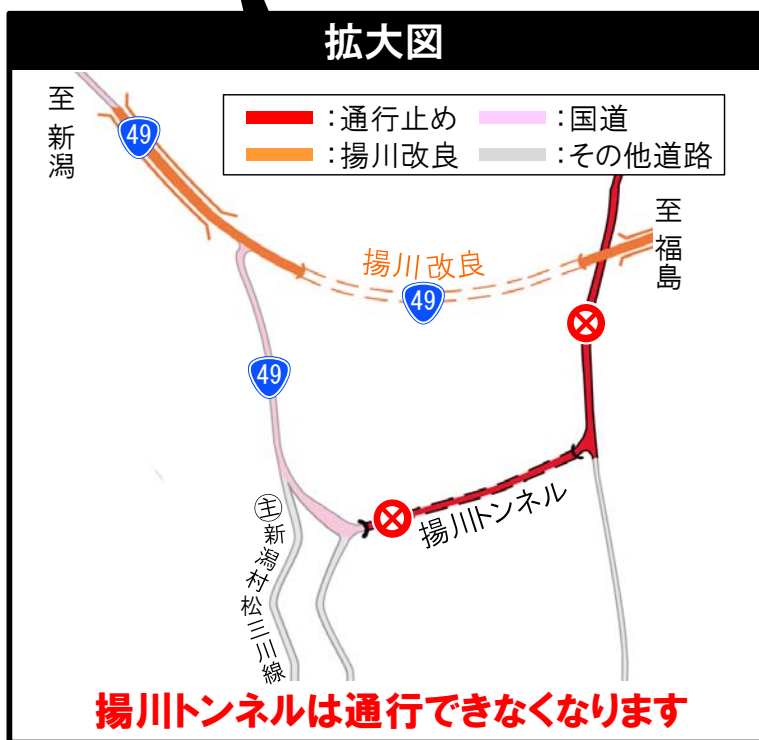 拡大図
至 新潟
49
:通行止め
:国道
:揚川改良
:その他道路
至 福島
揚川改良
49
49
揚川トンネル
主 新潟村松三川線
揚川トンネルは通行できなくなります